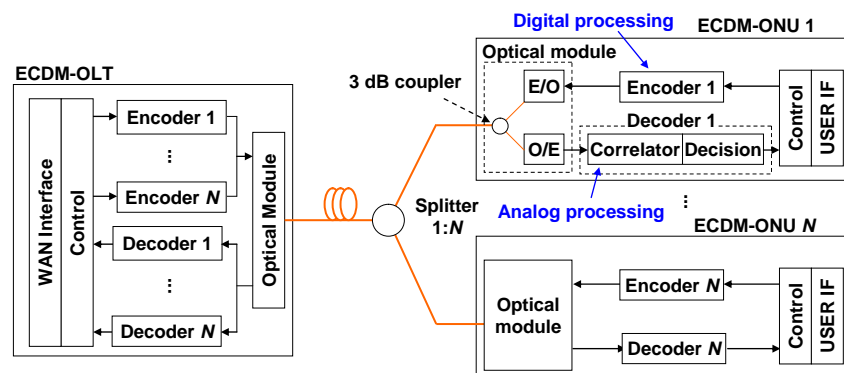 ECDM-OLT
WAN Interface
Control
Encoder 1
...
Encoder N
Decoder 1
...
Decoder N
Optical Module
3 dB coupler
Splitter
1:N
Digital processing
ECDM-ONU 1
Optical module
E/O
Encoder 1
Decoder 1
O/E
Correlator
Decision
Control
USER IF
Analog processing
...
ECDM-ONU N
Optical
module
Encoder N
Decoder N
Control
USER IF